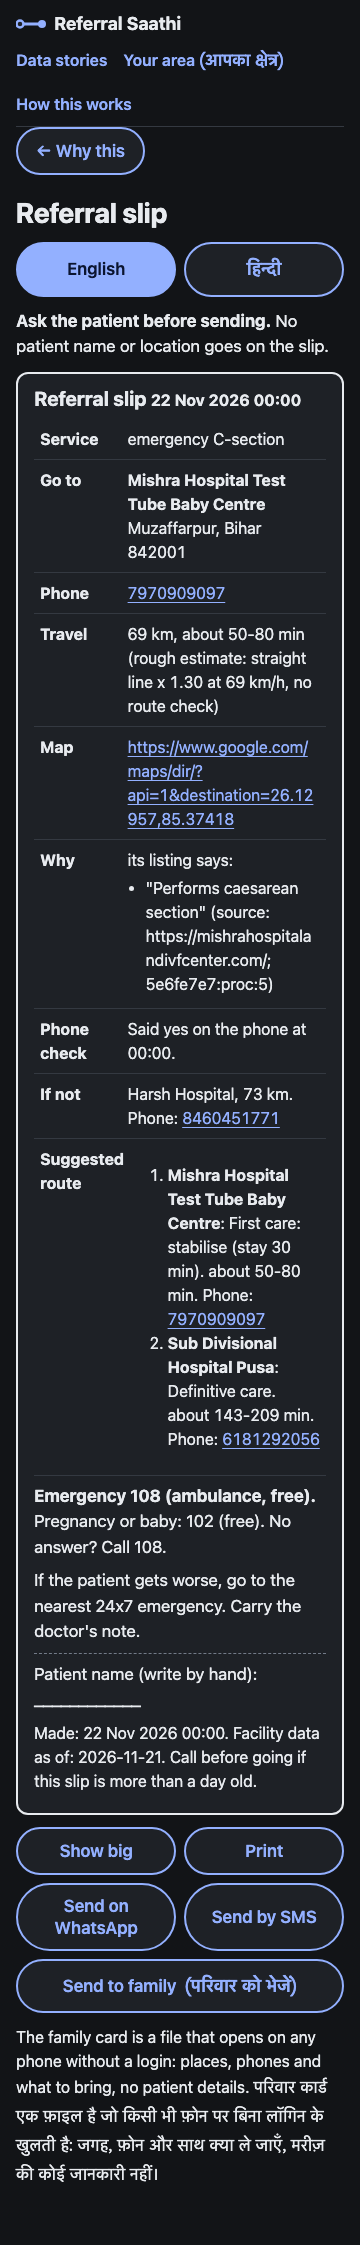 Referral Saathi
Data stories Your area (आपका क्षेत्र)
How this works
← Why this
Referral slip
English हिन्दी
Ask the patient before sending. No
patient name or location goes on the slip.
Referral slip 22 Nov 2026 00:00
Service emergency C-section
Go to Mishra Hospital Test
Tube Baby Centre
Muzaffarpur, Bihar
842001
Phone 7970909097
Travel 69 km, about 50-80 min
(rough estimate: straight
line x 1.30 at 69 km/h, no
route check)
Map https://www.google.com/
maps/dir/?
api=1&destination=26.12
957,85.37418
Why its listing says:
• "Performs caesarean
section" (source:
https://mishrahospitala
ndivfcenter.com/;
5e6fe7e7:proc:5)
Phone Said yes on the phone at
check 00:00.
If not Harsh Hospital, 73 km.
Phone: 8460451771
Suggested
route
1. Mishra Hospital
Test Tube Baby
Centre: First care:
stabilise (stay 30
min). about 50-80
min. Phone:
7970909097
2. Sub Divisional
Hospital Pusa:
Definitive care.
about 143-209 min.
Phone: 6181292056
Emergency 108 (ambulance, free).
Pregnancy or baby: 102 (free). No
answer? Call 108.
If the patient gets worse, go to the
nearest 24x7 emergency. Carry the
doctor's note.
Patient name (write by hand):
____________
Made: 22 Nov 2026 00:00. Facility data
as of: 2026-11-21. Call before going if
this slip is more than a day old.
Show big Print
Send on
WhatsApp
Send by SMS
Send to family (परिवार को भेजें)
The family card is a file that opens on any
phone without a login: places, phones and
what to bring, no patient details. परिवार कार्ड
एक फ़ाइल है जो किसी भी फ़ोन पर बिना लॉगिन के
खुलती है: जगह, फ़ोन और साथ क्या ले जाएँ, मरीज़
की कोई जानकारी नहीं।